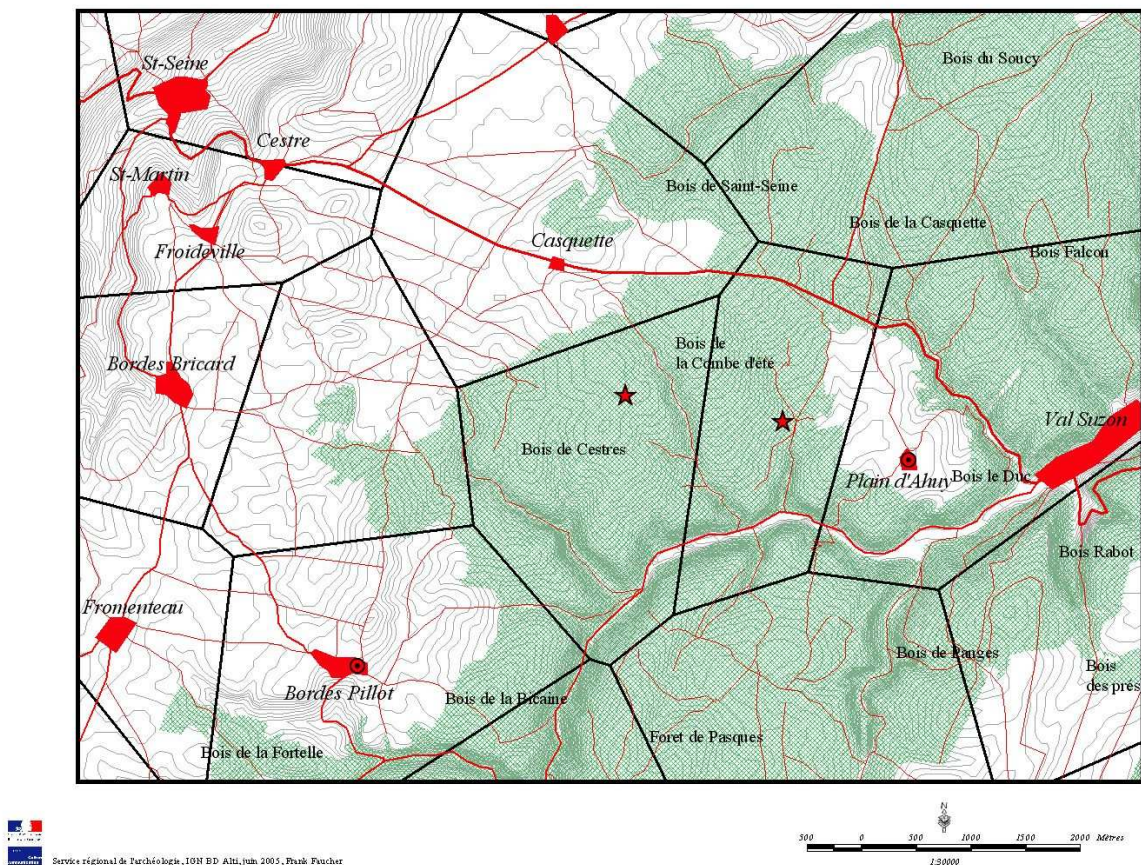 St-Seine
Bois du Soucy
Cestre
St-Martin
Bois de Saint-Seine
Froideville
Casquette
Bois de la Casquette
Bois Falcon
Bois de
la Combe d'été
Bordes Bricard
Val Suzon
Bois de Cestres
Plain d'Ahuy
Bois le Duc
Bois Rabot
Fromenteau
Bois de Panges
Bois
des prés
Bordes Pillot
Bois de la Bicaine
Foret de Pasques
Bois de la Fortelle
500 0 500 1000 1500 2000 Mètres
1:30000
Service régional de l'archéologie, IGN BD Alti, juin 2005, Frank Faucher